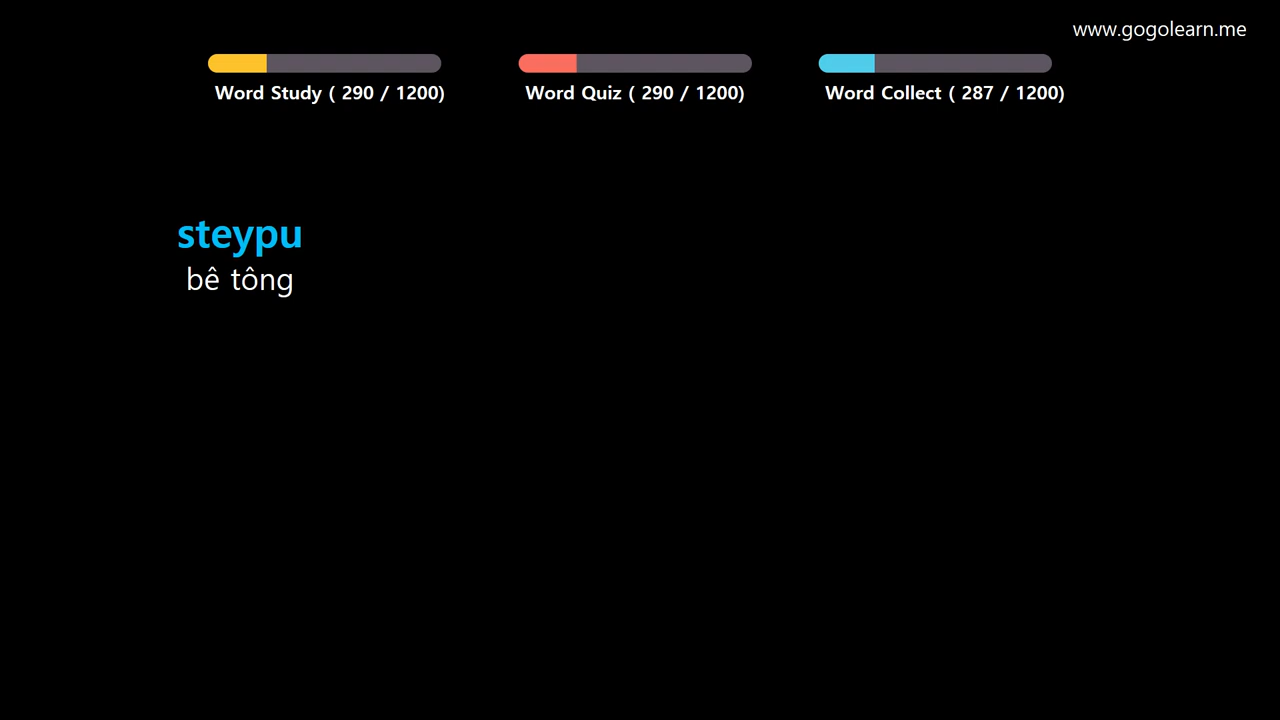 www.gogolearn.me
Word Study ( 290 / 1200)
Word Quiz ( 290 / 1200)
Word Collect ( 287 / 1200)
steypu
bê tông